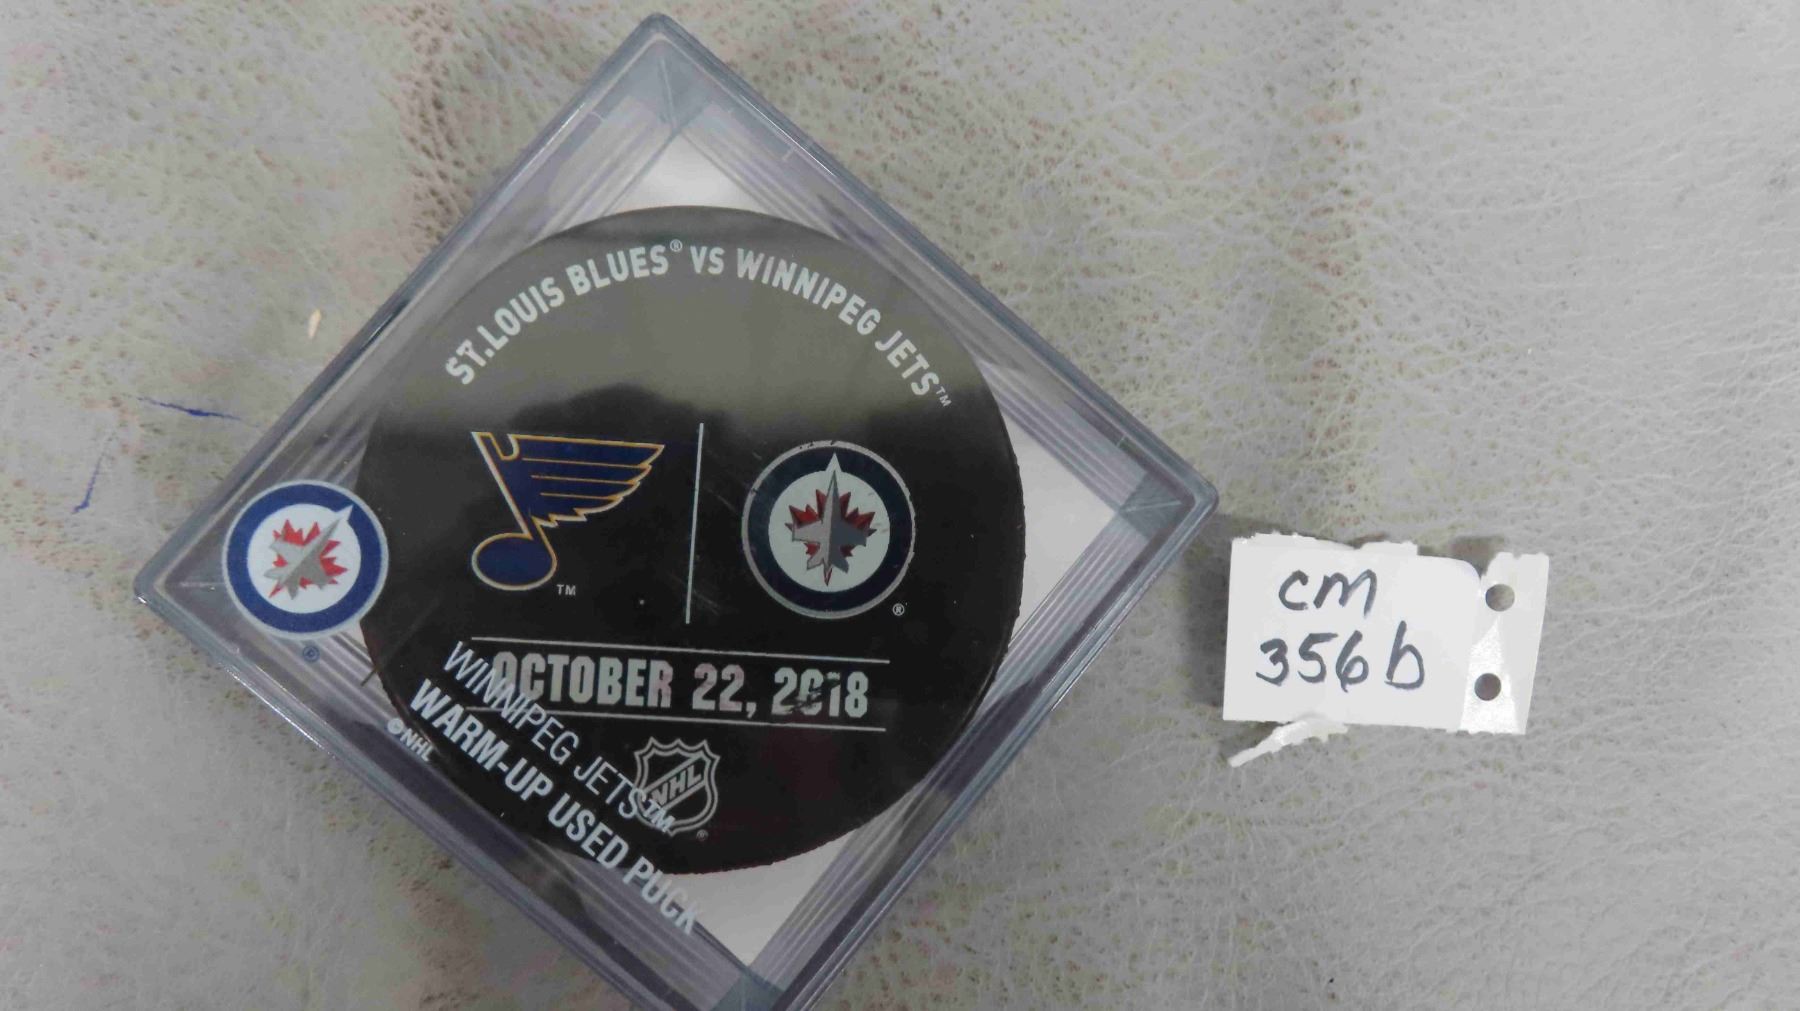 ST.LOUIS BLUES® VS WINNIPEG JETS™
TM
®
OCTOBER 22, 2018
NHL
®
®
WINNIPEG JETS™
WARM-UP USED PUCK
©NHL
cm
356b